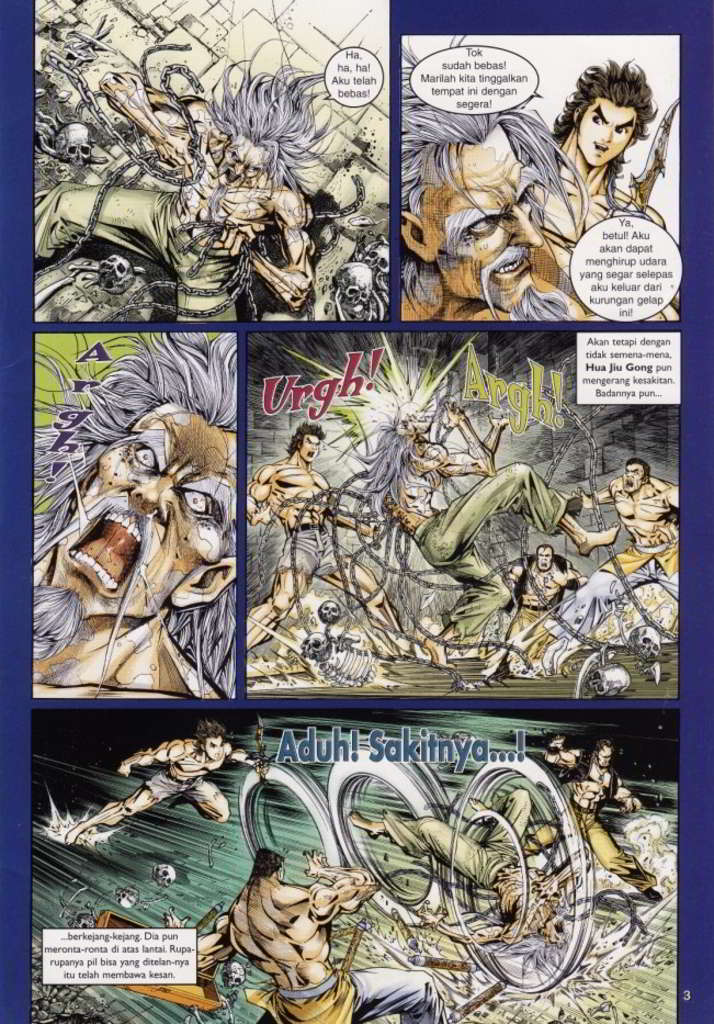 Ha,
ha, ha!
Aku telah
bebas!
Tok
sudah bebas!
Marilah kita tinggalkan
tempat ini dengan
segera!
Ya,
betul! Aku
akan dapat
menghirup udara
yang segar selepas
aku keluar dari
kurungan gelap
ini!
Argh!
Urgh!
Argh!
Akan tetapi dengan
tidak semena-mena,
Hua Jiu Gong pun
mengerang kesakitan.
Badannya pun...
Aduh! Sakitnya...!
...berkejang-kejang. Dia pun
meronta-ronta di atas lantai. Rupa-
rupanya pil bisa yang ditelan-nya
itu telah membawa kesan.
3